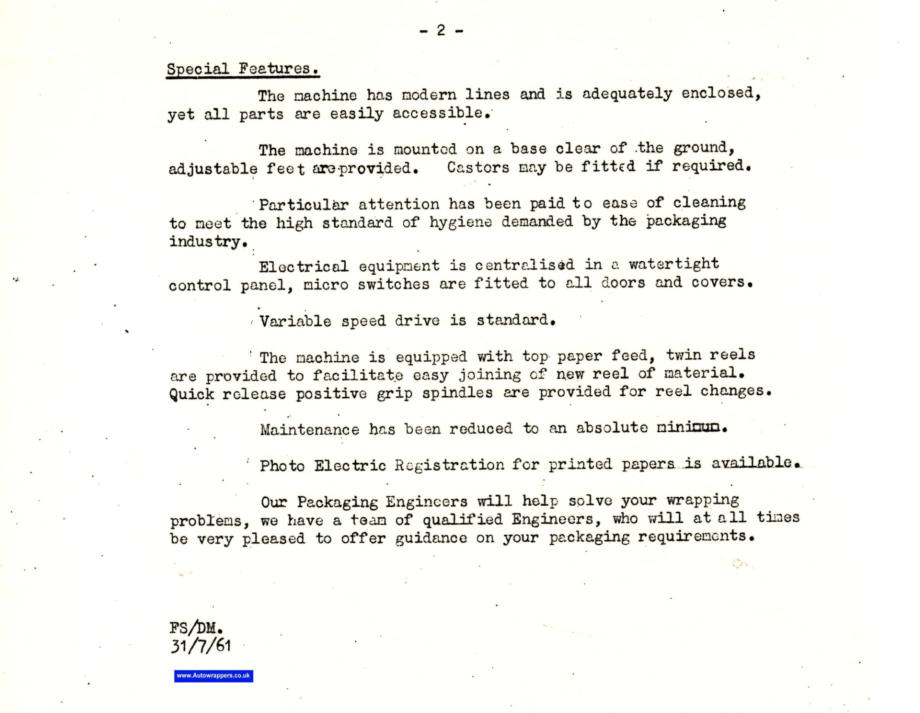 - 2 -
Special Features.
The machine has modern lines and is adequately enclosed,
yet all parts are easily accessible.
The machine is mounted on a base clear of the ground,
adjustable feet are provided. Castors may be fitted if required.
Particular attention has been paid to ease of cleaning
to meet the high standard of hygiene demanded by the packaging
industry.
Electrical equipment is centralised in a watertight
control panel, micro switches are fitted to all doors and covers.
Variable speed drive is standard.
The machine is equipped with top paper feed, twin reels
are provided to facilitate easy joining of new reel of material.
Quick release positive grip spindles are provided for reel changes.
Maintenance has been reduced to an absolute minimum.
Photo Electric Registration for printed papers is available.
Our Packaging Engineers will help solve your wrapping
problems, we have a team of qualified Engineers, who will at all times
be very pleased to offer guidance on your packaging requirements.
FS/DM.
31/7/61
www.Autowrappers.co.uk